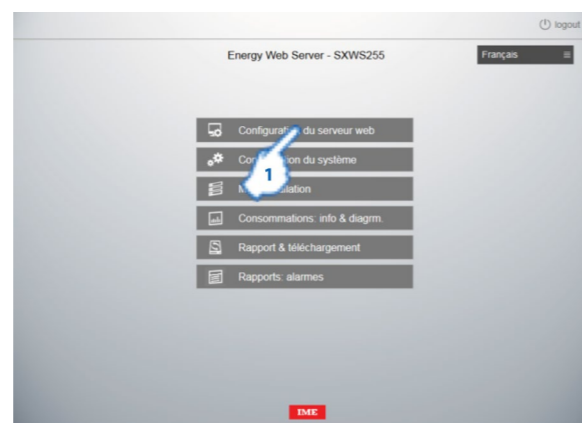 logout
Energy Web Server - SXWS255
Français
Configuration du serveur web
du système
1
Consommations: info & diagrm.
Rapport & téléchargement
Rapports: alarmes
IME